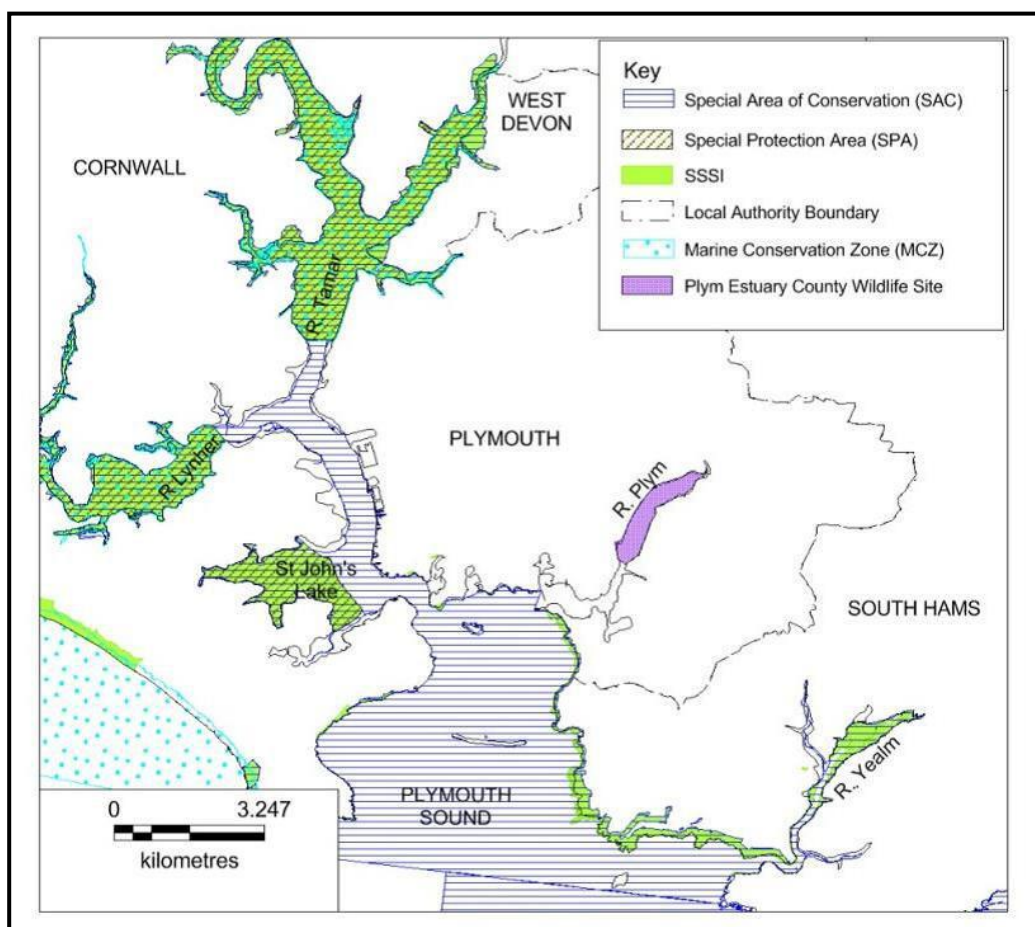 Key
Special Area of Conservation (SAC)
Special Protection Area (SPA)
SSSI
Local Authority Boundary
Marine Conservation Zone (MCZ)
Plym Estuary County Wildlife Site
WEST
DEVON
CORNWALL
R. Tamar
PLYMOUTH
R Lynher
R. Plym
St John's
Lake
SOUTH HAMS
R.. Yealm
PLYMOUTH
SOUND
0 3.247
kilometres